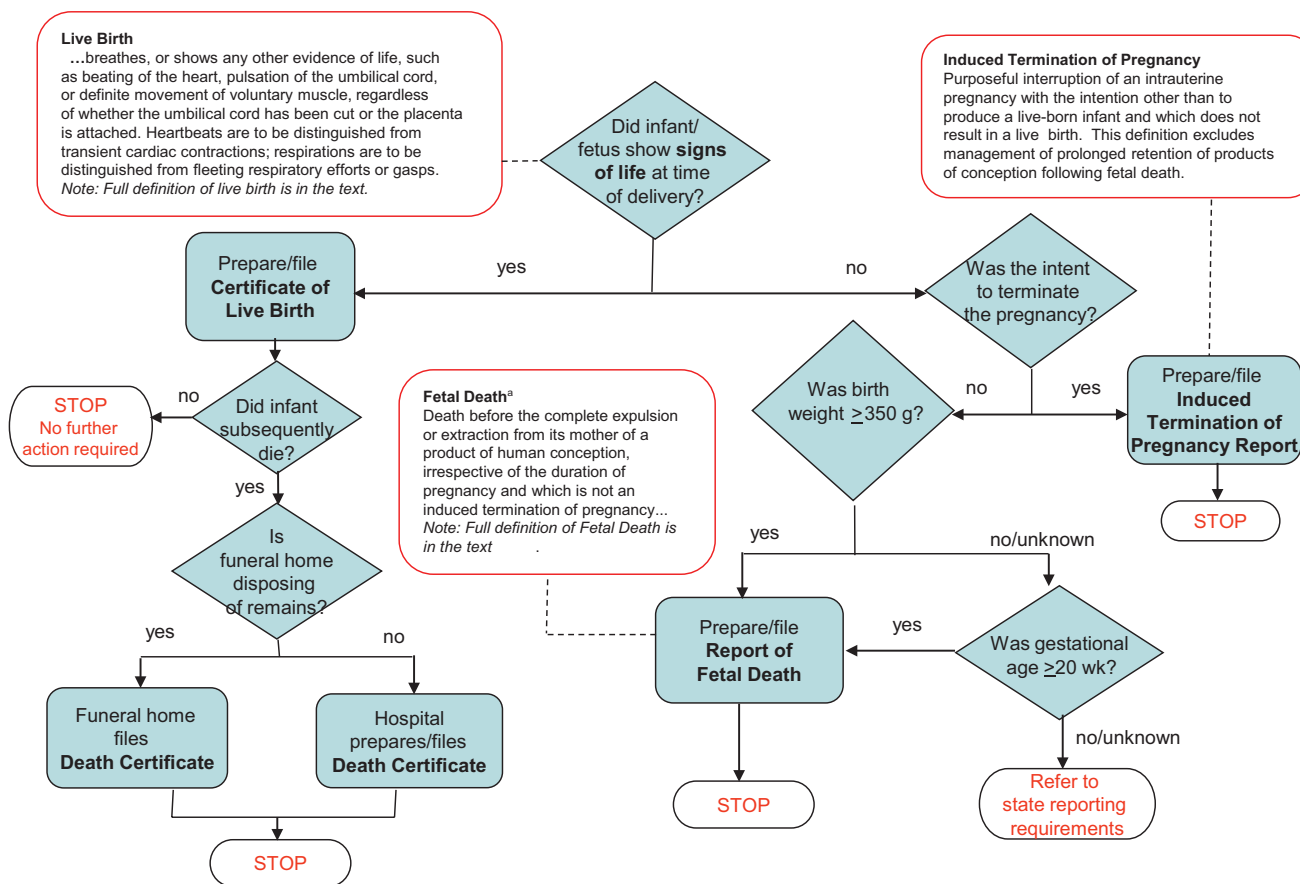 Live Birth
...breathes, or shows any other evidence of life, such
as beating of the heart, pulsation of the umbilical cord,
or definite movement of voluntary muscle, regardless
of whether the umbilical cord has been cut or the placenta
is attached. Heartbeats are to be distinguished from
transient cardiac contractions; respirations are to be
distinguished from fleeting respiratory efforts or gasps.
Note: Full definition of live birth is in the text.
Did infant/
fetus show signs
of life at time
of delivery?
Induced Termination of Pregnancy
Purposeful interruption of an intrauterine
pregnancy with the intention other than to
produce a live-born infant and which does not
result in a live birth. This definition excludes
management of prolonged retention of products
of conception following fetal death.
yes
no
Prepare/file
Certificate of
Live Birth
Was the intent
to terminate
the pregnancy?
no
yes
Did infant
subsequently
die?
no
STOP
No further
action required
yes
Fetal Deathᵃ
Death before the complete expulsion
or extraction from its mother of a
product of human conception,
irrespective of the duration of
pregnancy and which is not an
induced termination of pregnancy...
Note: Full definition of Fetal Death is
in the text .
Was birth
weight ≥350 g?
Prepare/file
Induced
Termination of
Pregnancy Report
STOP
Is
funeral home
disposing
of remains?
yes
no
yes
no/unknown
Prepare/file
Report of
Fetal Death
yes
Was gestational
age ≥20 wk?
Funeral home
files
Death Certificate
Hospital
prepares/files
Death Certificate
no/unknown
STOP
STOP
Refer to
state reporting
requirements